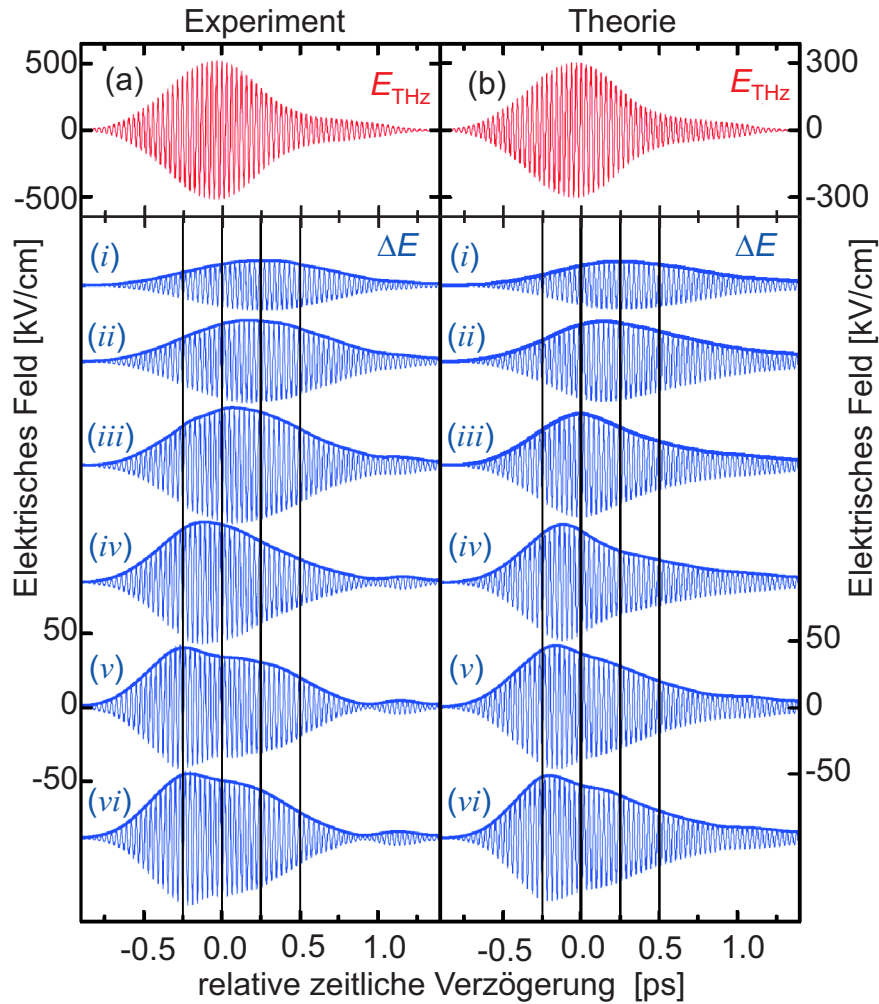 Experiment
Theorie
500
0
-500
(a)
E_THz
(b)
E_THz
300
0
-300
Elektrisches Feld [kV/cm]
Elektrisches Feld [kV/cm]
ΔE
(i)
(ii)
(iii)
(iv)
(v)
(vi)
50
0
-50
ΔE
(i)
(ii)
(iii)
(iv)
(v)
(vi)
50
0
-50
-0.5 0.0 0.5 1.0
-0.5 0.0 0.5 1.0
relative zeitliche Verzögerung [ps]